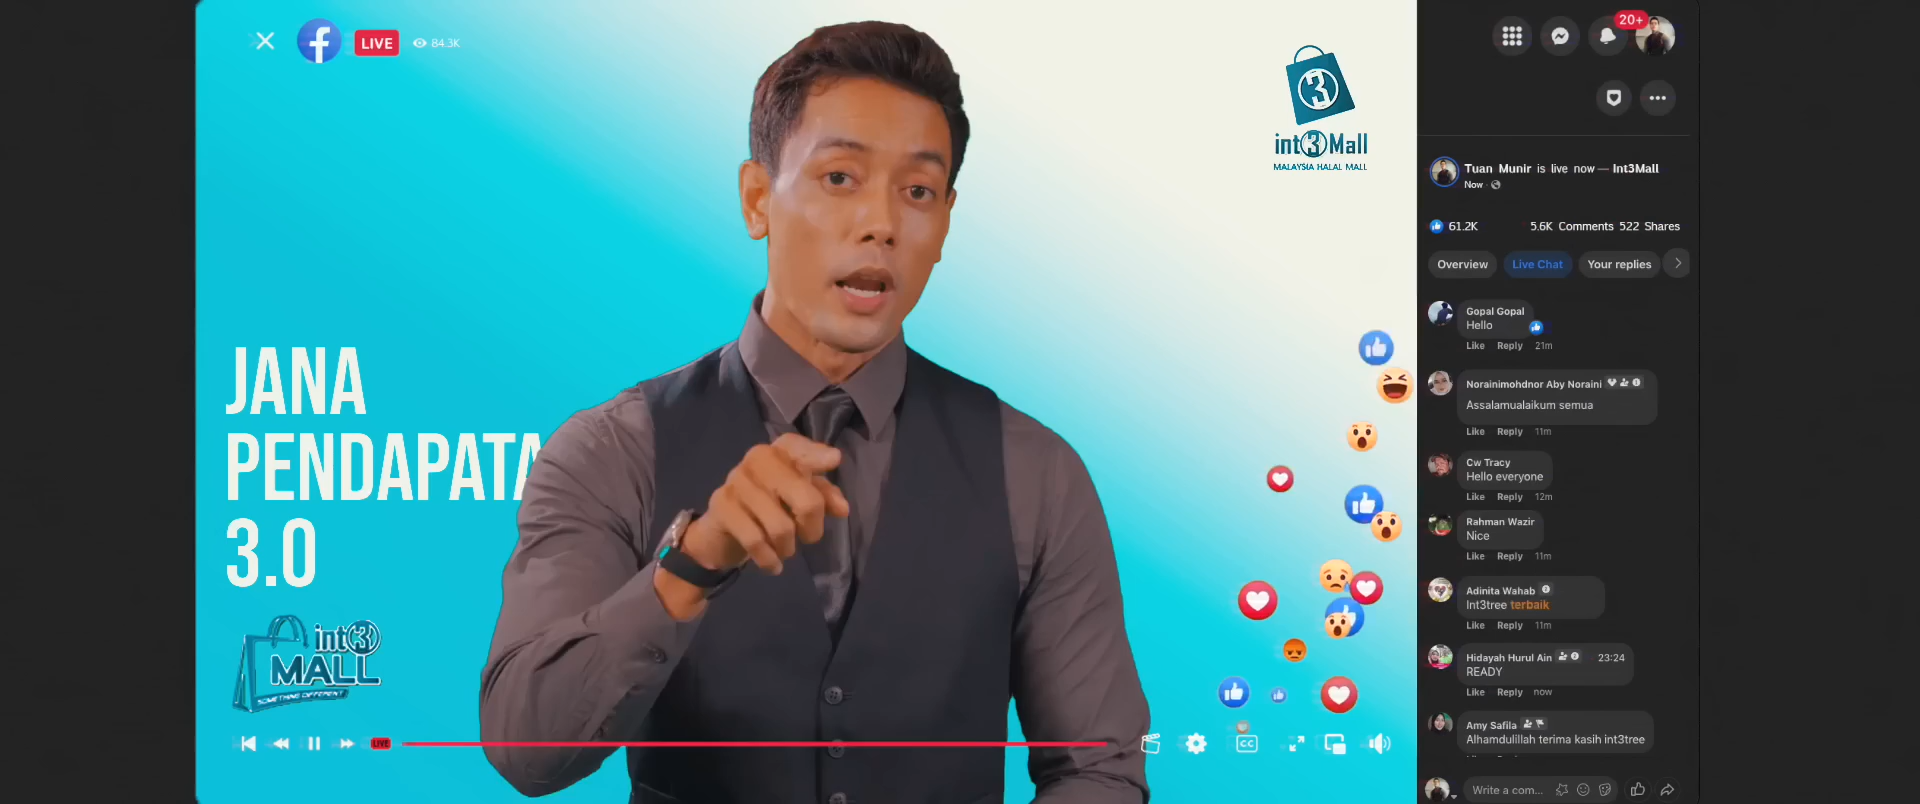 LIVE
84.3K
int3Mall
MALAYSIA HALAL MALL
JANA
PENDAPATA
3.0
int3
MALL
SOMETHING DIFFERENT
LIVE
CC
20+
Tuan Munir is live now — Int3Mall
Now
61.2K
5.6K Comments 522 Shares
Overview
Live Chat
Your replies
Gopal Gopal
Hello
Like Reply 21m
Norainimohdnor Aby Noraini
Assalamualaikum semua
Like Reply 11m
Cw Tracy
Hello everyone
Like Reply 12m
Rahman Wazir
Nice
Like Reply 11m
Adinita Wahab
Int3tree terbaik
Like Reply 11m
Hidayah Hurul Ain 23:24
READY
Like Reply now
Amy Safila
Alhamdulillah terima kasih int3tree
Write a com...